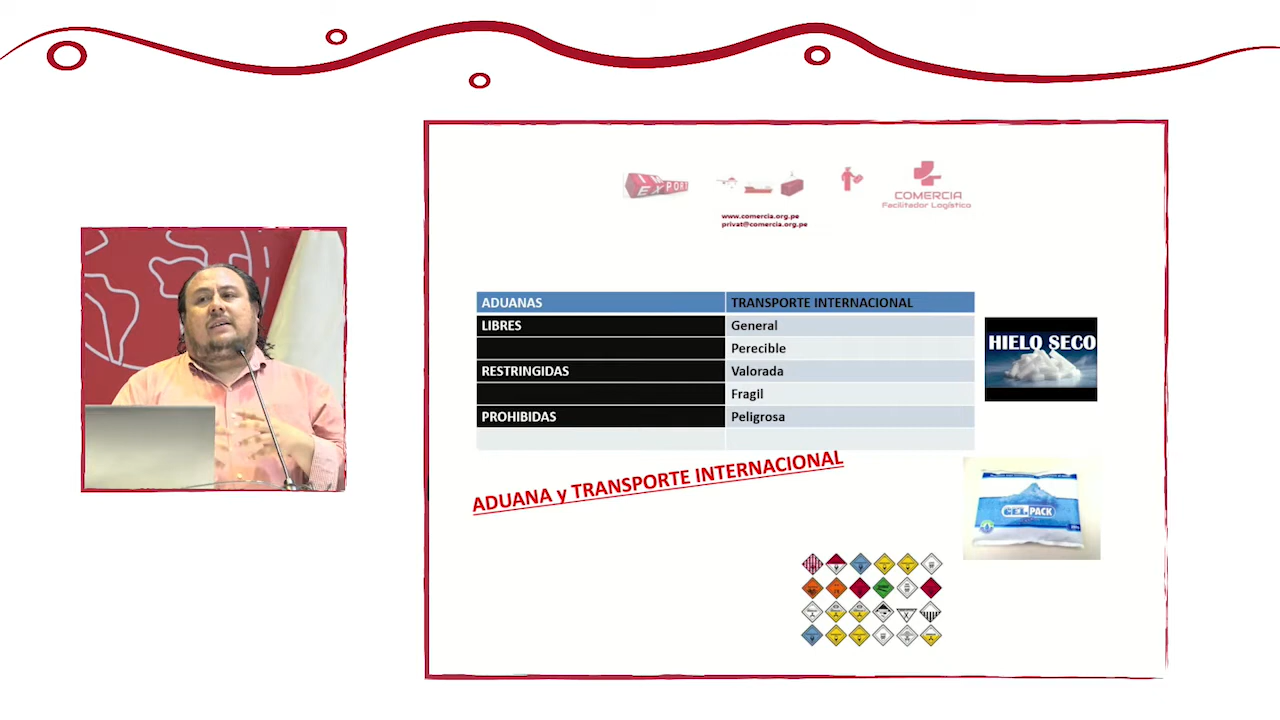 EXPORT
COMERCIA
Facilitador Logístico
www.comercia.org.pe
privat@comercia.org.pe
ADUANAS TRANSPORTE INTERNACIONAL
LIBRES General
Perecible
RESTRINGIDAS Valorada
Fragil
PROHIBIDAS Peligrosa
HIELO SECO
ADUANA y TRANSPORTE INTERNACIONAL
GELPACK